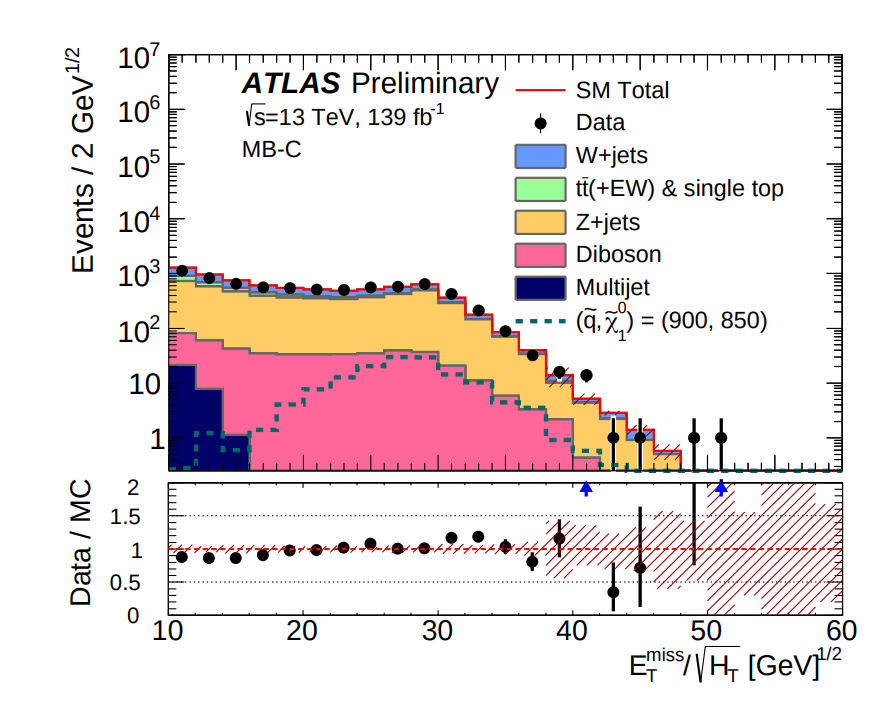 Events / 2 GeV^1/2
10^7
10^6
10^5
10^4
10^3
10^2
10
1
ATLAS Preliminary
√s=13 TeV, 139 fb^-1
MB-C
SM Total
Data
W+jets
tt̄(+EW) & single top
Z+jets
Diboson
Multijet
(q̃,χ̃₁⁰) = (900, 850)
Data / MC
2
1.5
1
0.5
0
10 20 30 40 50 60
E_T^miss/√H_T [GeV]^1/2